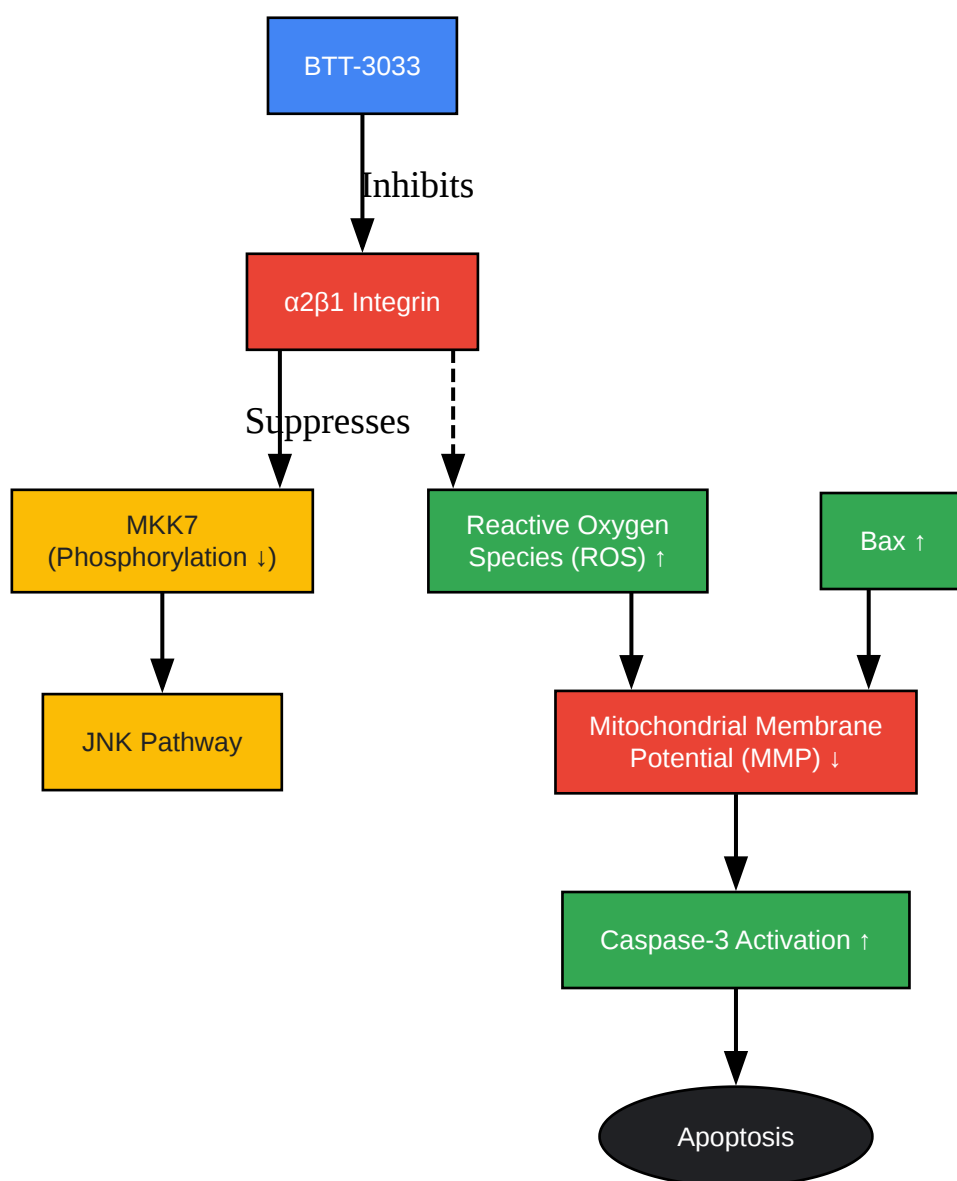 BTT-3033
Inhibits
α2β1 Integrin
Suppresses
MKK7
(Phosphorylation ↓)
Reactive Oxygen
Species (ROS) ↑
Bax ↑
JNK Pathway
Mitochondrial Membrane
Potential (MMP) ↓
Caspase-3 Activation ↑
Apoptosis